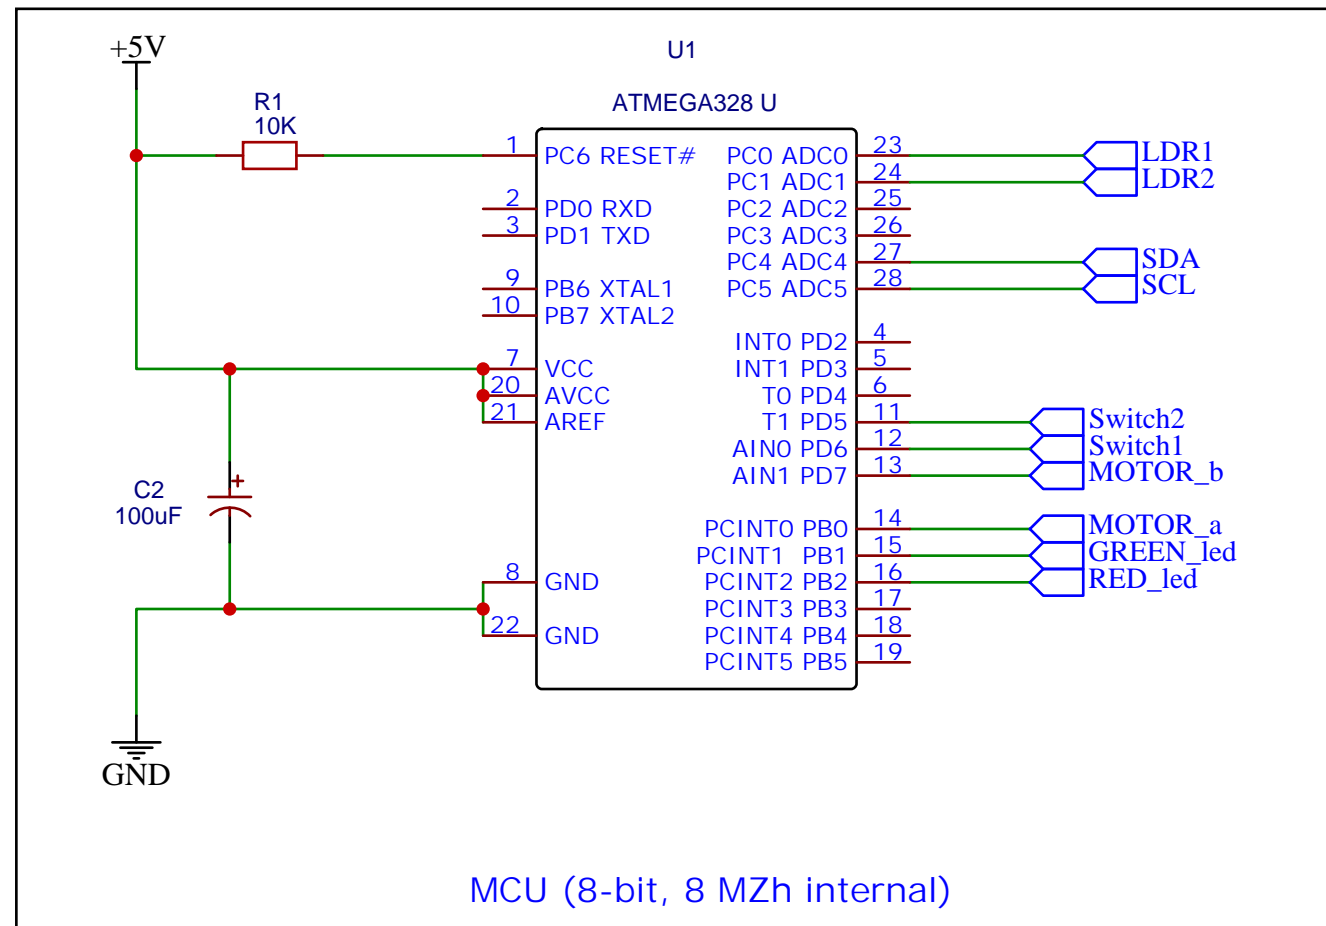 +5V
U1
ATMEGA328 U
R1
10K
1 PC6 RESET#
2 PD0 RXD
3 PD1 TXD
9 PB6 XTAL1
10 PB7 XTAL2
7 VCC
20 AVCC
21 AREF
C2
100uF
8 GND
22 GND
GND
PC0 ADC0 23 LDR1
PC1 ADC1 24 LDR2
PC2 ADC2 25
PC3 ADC3 26
PC4 ADC4 27 SDA
PC5 ADC5 28 SCL
INT0 PD2 4
INT1 PD3 5
T0 PD4 6
T1 PD5 11 Switch2
AIN0 PD6 12 Switch1
AIN1 PD7 13 MOTOR_b
PCINT0 PB0 14 MOTOR_a
PCINT1 PB1 15 GREEN_led
PCINT2 PB2 16 RED_led
PCINT3 PB3 17
PCINT4 PB4 18
PCINT5 PB5 19
MCU (8-bit, 8 MZh internal)